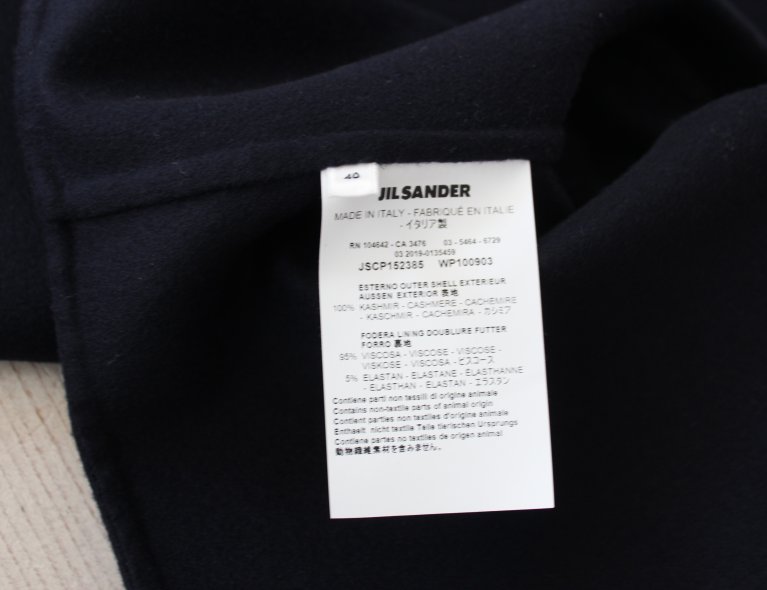 40
JIL SANDER
MADE IN ITALY - FABRIQUÉ EN ITALIE
- イタリア製
RN 104642 - CA 3476 03 - 5464 - 6729
03 2019-0135459
JSCP152385 WP100903
ESTERNO OUTER SHELL EXTERIEUR
AUSSEN EXTERIOR 表地
100% KASHMIR - CASHMERE - CACHEMIRE
- KASCHMIR - CACHEMIRA - カシミア
FODERA LINING DOUBLURE FUTTER
FORRO 裏地
95% VISCOSA - VISCOSE - VISCOSE -
VISKOSE - VISCOSA - ビスコース
5% ELASTAN - ELASTANE - ELASTHANNE
- ELASTHAN - ELASTAN - エラスタン
Contiene parti non tessili di origine animale
Contains non-textile parts of animal origin
Contient parties non textiles d'origine animale
Enthaelt nicht textile Teile tierischen Ursprungs
Contiene partes no textiles de origen animal
動物繊維素材を含みません。